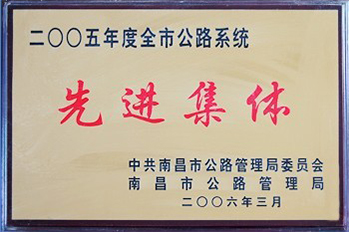 二〇〇五年度全市公路系统
先进集体
中共南昌市公路管理局委员会
南昌市公路管理局
二〇〇六年三月